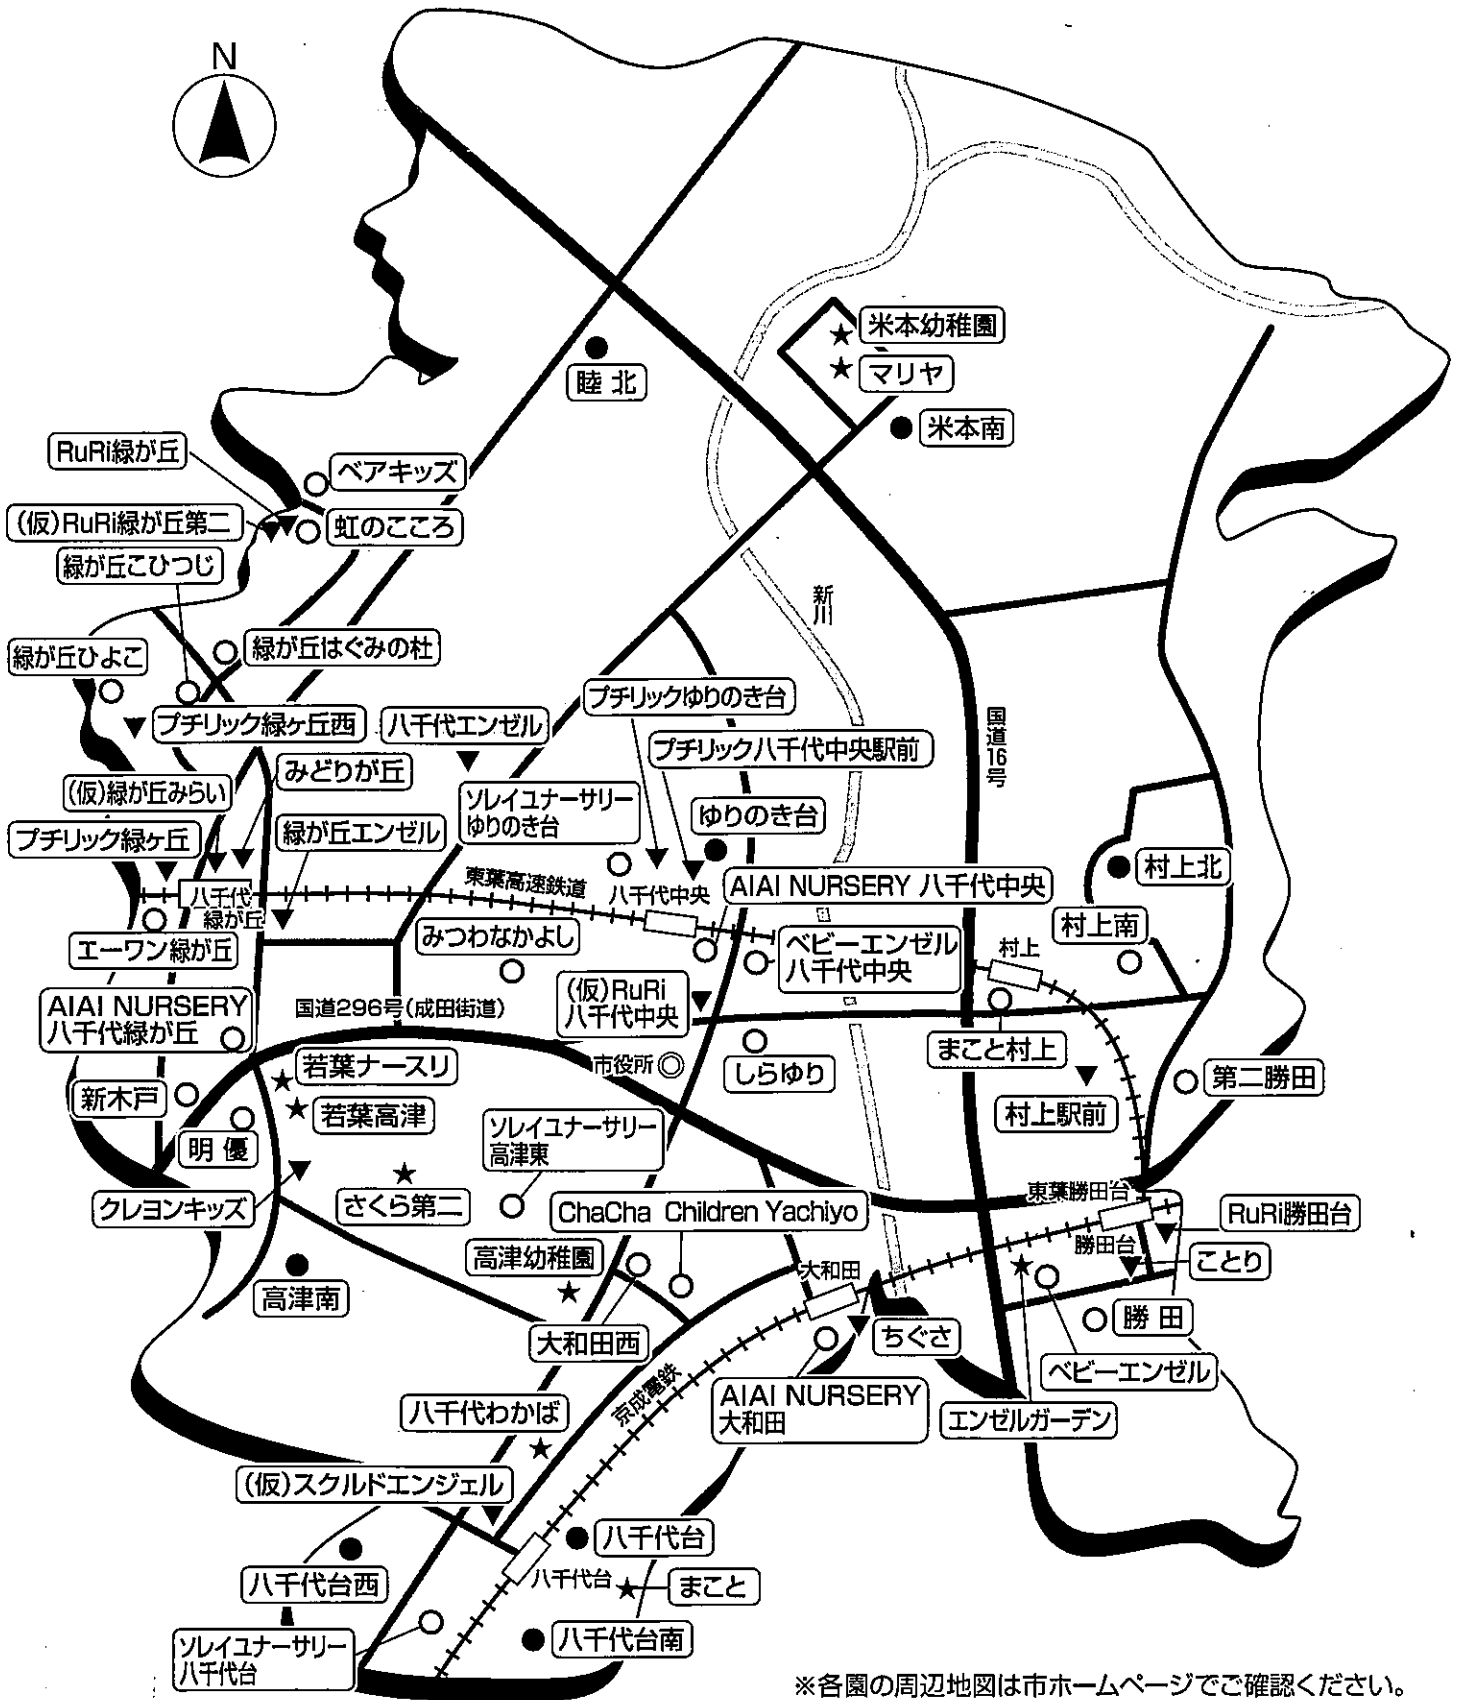 N
米本幼稚園
マリヤ
睦北
米本南
RuRi緑が丘
ベアキッズ
(仮)RuRi緑が丘第二
虹のこころ
緑が丘こひつじ
新川
緑が丘ひよこ
緑が丘はぐみの杜
プチリックゆりのき台
プチリック緑ヶ丘西
八千代エンゼル
プチリック八千代中央駅前
国道16号
みどりが丘
(仮)緑が丘みらい
ソレイユナーサリー
ゆりのき台
ゆりのき台
プチリック緑ヶ丘
緑が丘エンゼル
村上北
八千代
緑が丘
東葉高速鉄道
八千代中央
AIAI NURSERY 八千代中央
村上南
エーワン緑が丘
みつわなかよし
ベビーエンゼル
八千代中央
村上
AIAI NURSERY
八千代緑が丘
国道296号(成田街道)
(仮)RuRi
八千代中央
まこと村上
若葉ナースリ
市役所
しらゆり
第二勝田
新木戸
若葉高津
村上駅前
明優
ソレイユナーサリー
高津東
クレヨンキッズ
さくら第二
ChaCha Children Yachiyo
東葉勝田台
RuRi勝田台
高津幼稚園
勝田台
ことり
高津南
大和田
大和田西
ちぐさ
勝田
ベビーエンゼル
京成電鉄
八千代わかば
AIAI NURSERY
大和田
エンゼルガーデン
(仮)スクルドエンジェル
八千代台
八千代台西
八千代台
まこと
ソレイユナーサリー
八千代台
八千代台南
※各園の周辺地図は市ホームページでご確認ください。